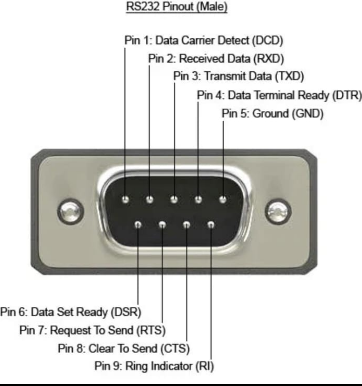 RS232 Pinout (Male)
Pin 1: Data Carrier Detect (DCD)
Pin 2: Received Data (RXD)
Pin 3: Transmit Data (TXD)
Pin 4: Data Terminal Ready (DTR)
Pin 5: Ground (GND)
Pin 6: Data Set Ready (DSR)
Pin 7: Request To Send (RTS)
Pin 8: Clear To Send (CTS)
Pin 9: Ring Indicator (RI)